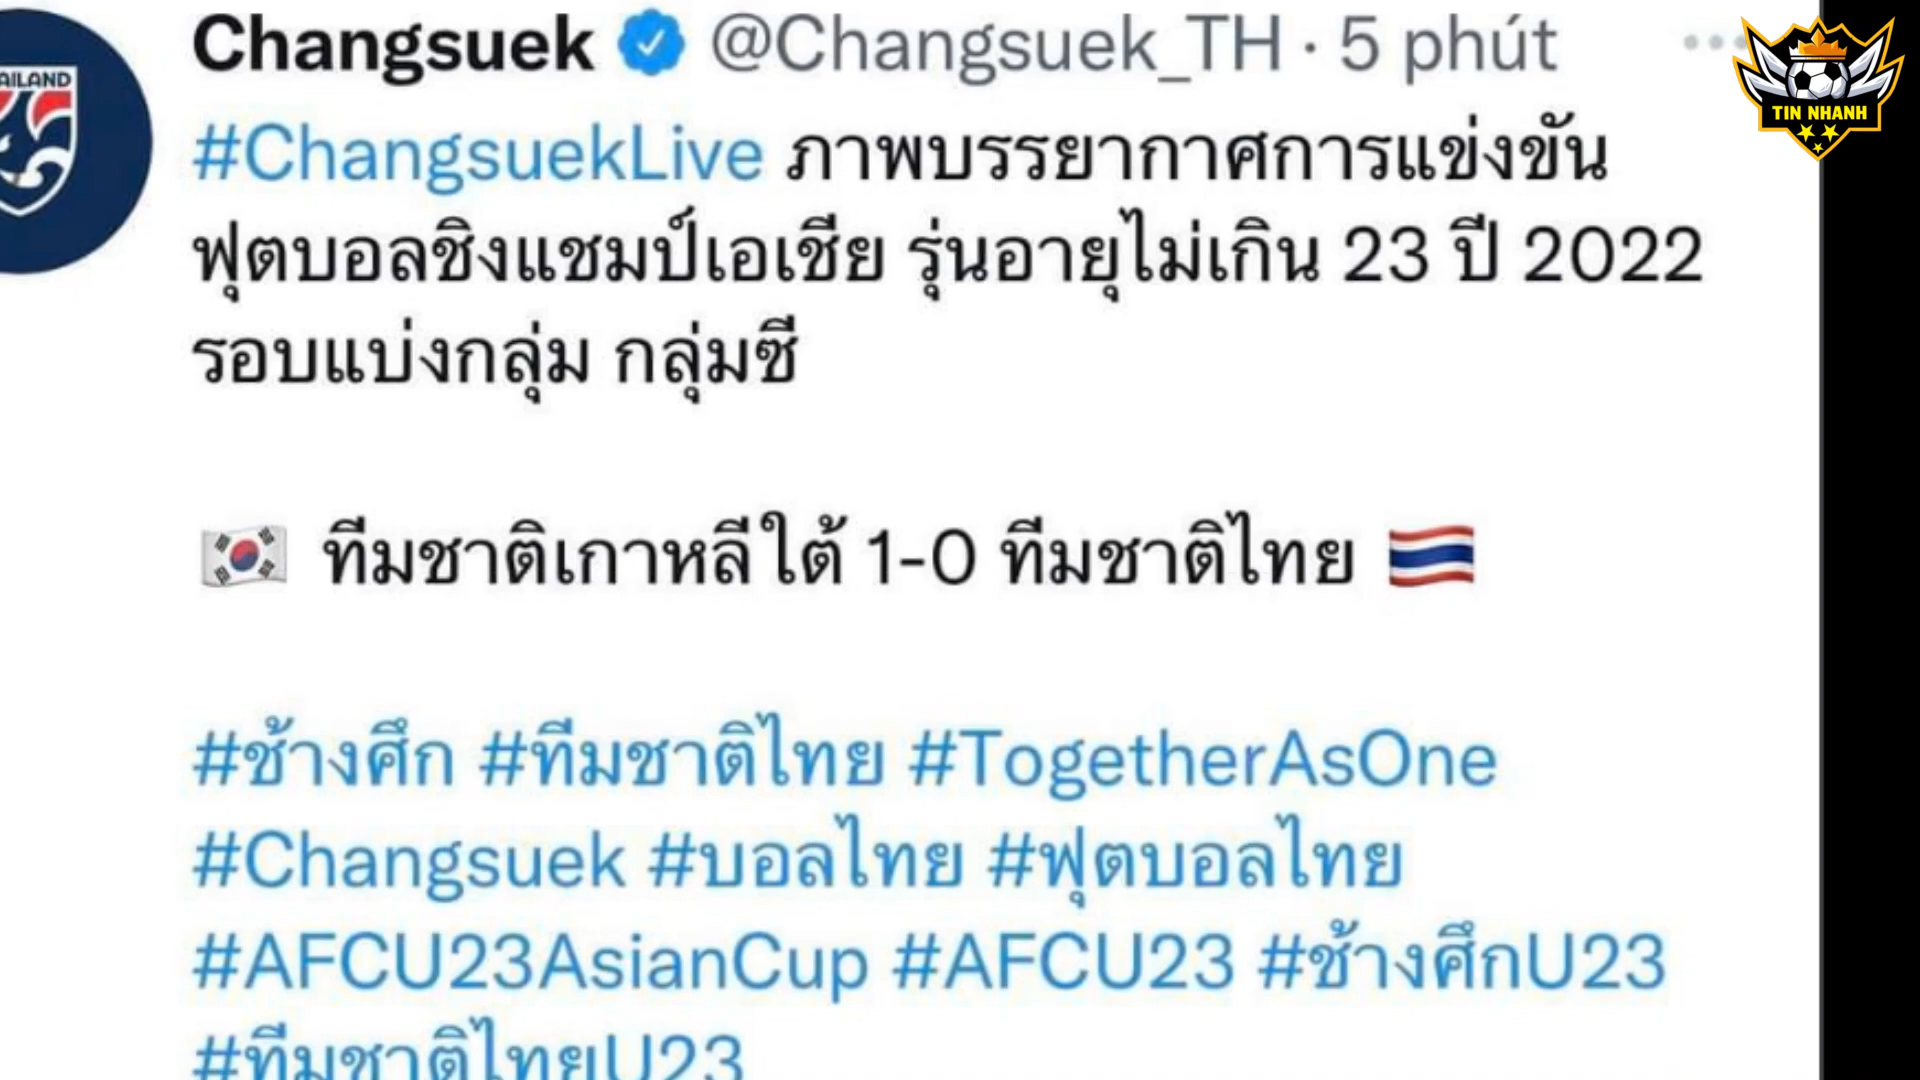 Changsuek @Changsuek_TH · 5 phút
TIN NHANH
AILAND
#ChangsuekLive ภาพบรรยากาศการแข่งขัน
ฟุตบอลชิงแชมป์เอเชีย รุ่นอายุไม่เกิน 23 ปี 2022
รอบแบ่งกลุ่ม กลุ่มซี
🇰🇷 ทีมชาติเกาหลีใต้ 1-0 ทีมชาติไทย 🇹🇭
#ช้างศึก #ทีมชาติไทย #TogetherAsOne
#Changsuek #บอลไทย #ฟุตบอลไทย
#AFCU23AsianCup #AFCU23 #ช้างศึกU23
#ทีมชาติไทยU23